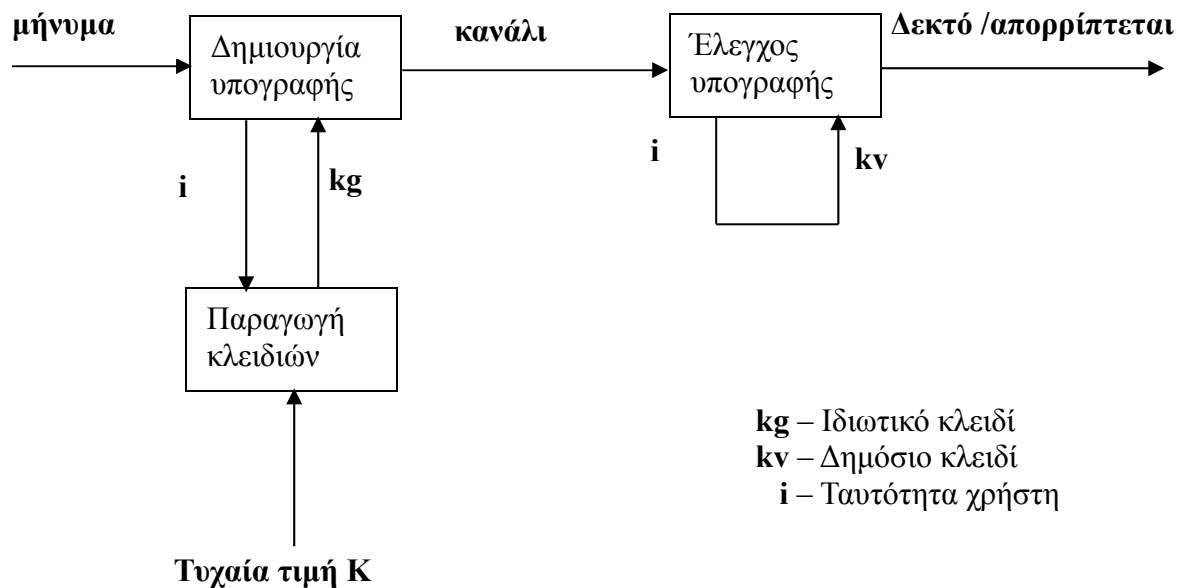 μήνυμα
Δημιουργία
υπογραφής
κανάλι
Έλεγχος
υπογραφής
Δεκτό /απορρίπτεται
i
kg
i
kv
Παραγωγή
κλειδιών
kg – Ιδιωτικό κλειδί
kv – Δημόσιο κλειδί
i – Ταυτότητα χρήστη
Τυχαία τιμή Κ